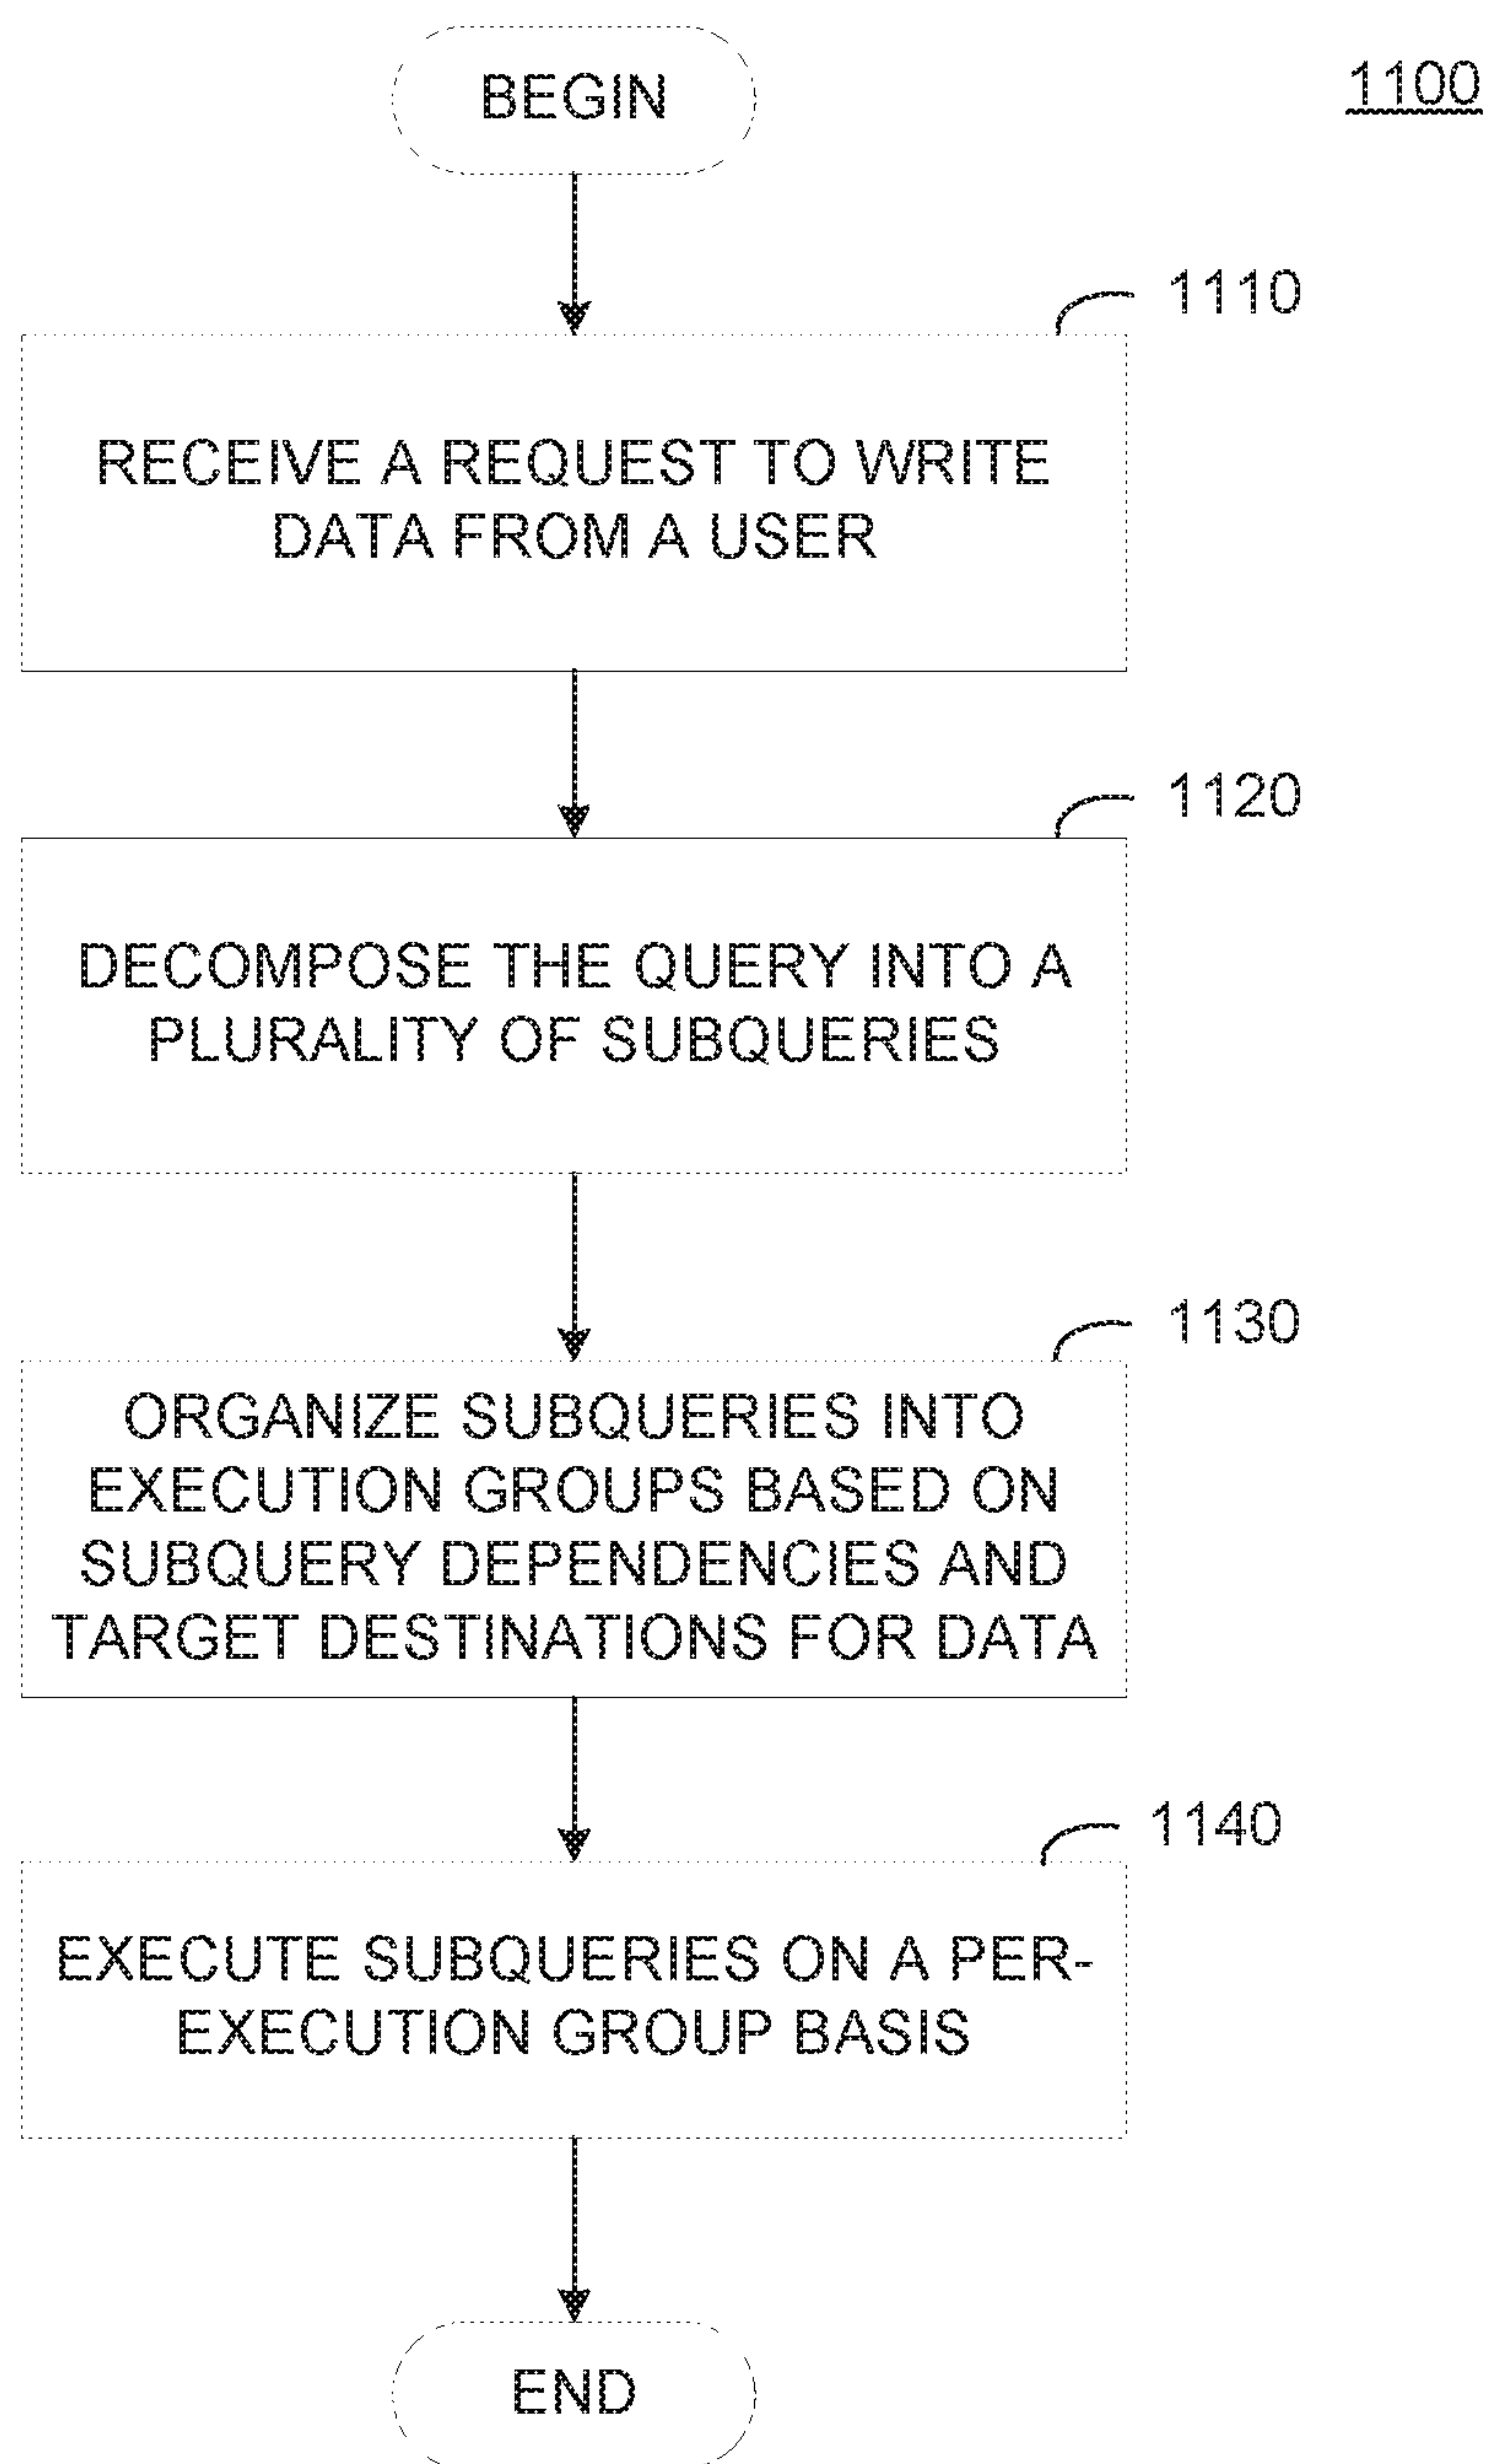 BEGIN
1100
1110
RECEIVE A REQUEST TO WRITE
DATA FROM A USER
1120
DECOMPOSE THE QUERY INTO A
PLURALITY OF SUBQUERIES
1130
ORGANIZE SUBQUERIES INTO
EXECUTION GROUPS BASED ON
SUBQUERY DEPENDENCIES AND
TARGET DESTINATIONS FOR DATA
1140
EXECUTE SUBQUERIES ON A PER-
EXECUTION GROUP BASIS
END